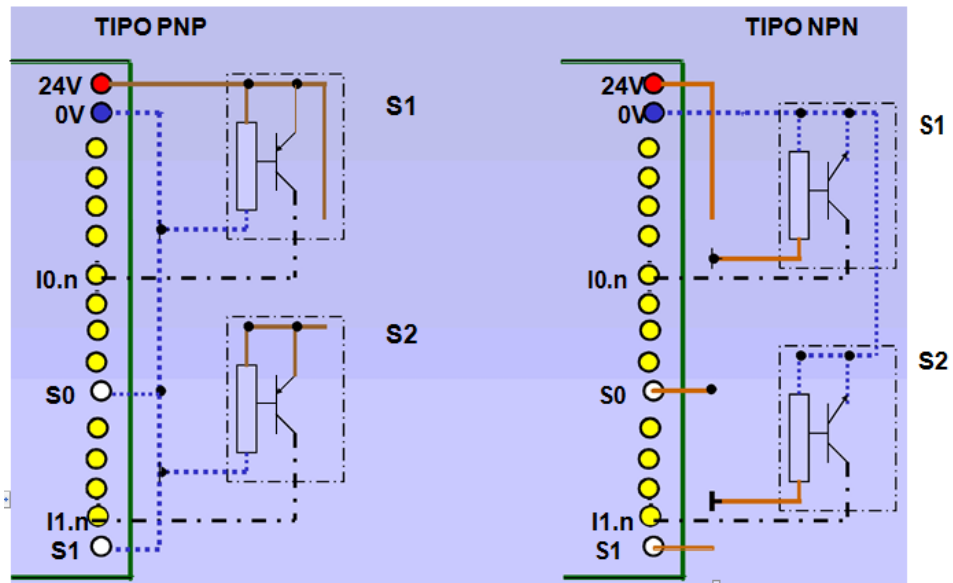 TIPO PNP
24V
0V
S1
I0.n
S2
S0
I1.n
S1
TIPO NPN
24V
0V
S1
I0.n
S2
S0
I1.n
S1